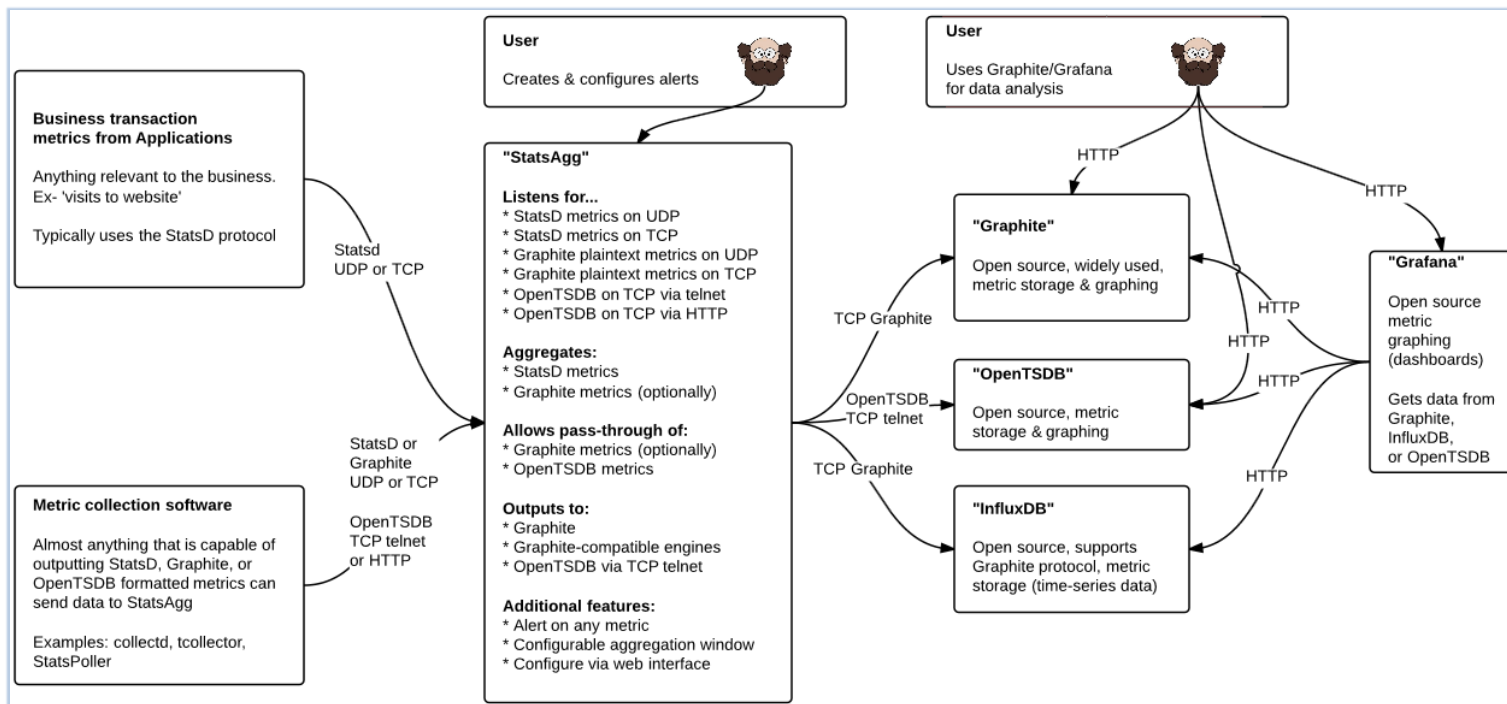 User
Creates & configures alerts
User
Uses Graphite/Grafana
for data analysis
Business transaction
metrics from Applications
Anything relevant to the business.
Ex- 'visits to website'
Typically uses the StatsD protocol
Statsd
UDP or TCP
Metric collection software
Almost anything that is capable of
outputting StatsD, Graphite, or
OpenTSDB formatted metrics can
send data to StatsAgg
Examples: collectd, tcollector,
StatsPoller
StatsD or
Graphite
UDP or TCP
OpenTSDB
TCP telnet
or HTTP
"StatsAgg"
Listens for...
* StatsD metrics on UDP
* StatsD metrics on TCP
* Graphite plaintext metrics on UDP
* Graphite plaintext metrics on TCP
* OpenTSDB on TCP via telnet
* OpenTSDB on TCP via HTTP
Aggregates:
* StatsD metrics
* Graphite metrics (optionally)
Allows pass-through of:
* Graphite metrics (optionally)
* OpenTSDB metrics
Outputs to:
* Graphite
* Graphite-compatible engines
* OpenTSDB via TCP telnet
Additional features:
* Alert on any metric
* Configurable aggregation window
* Configure via web interface
TCP Graphite
OpenTSDB
TCP telnet
TCP Graphite
HTTP
HTTP
"Graphite"
Open source, widely used,
metric storage & graphing
"OpenTSDB"
Open source, metric
storage & graphing
"InfluxDB"
Open source, supports
Graphite protocol, metric
storage (time-series data)
HTTP
HTTP
HTTP
HTTP
"Grafana"
Open source
metric
graphing
(dashboards)
Gets data from
Graphite,
InfluxDB,
or OpenTSDB